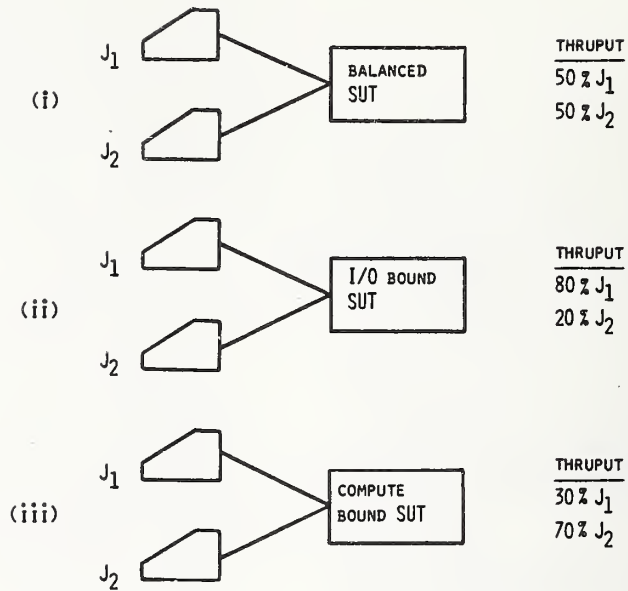 (i)
J1
J2
BALANCED
SUT
THRUPUT
50 % J1
50 % J2
(ii)
J1
J2
I/O BOUND
SUT
THRUPUT
80 % J1
20 % J2
(iii)
J1
J2
COMPUTE
BOUND SUT
THRUPUT
30 % J1
70 % J2